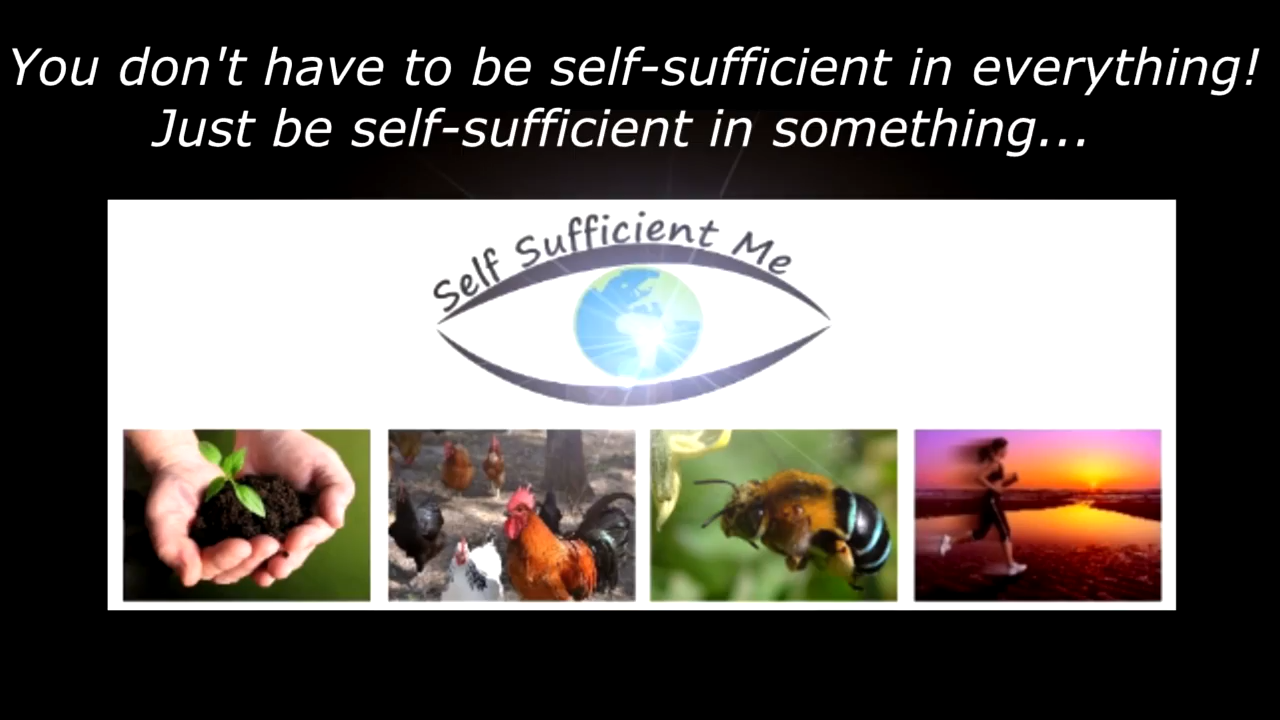 You don't have to be self-sufficient in everything!
Just be self-sufficient in something...
Self Sufficient Me